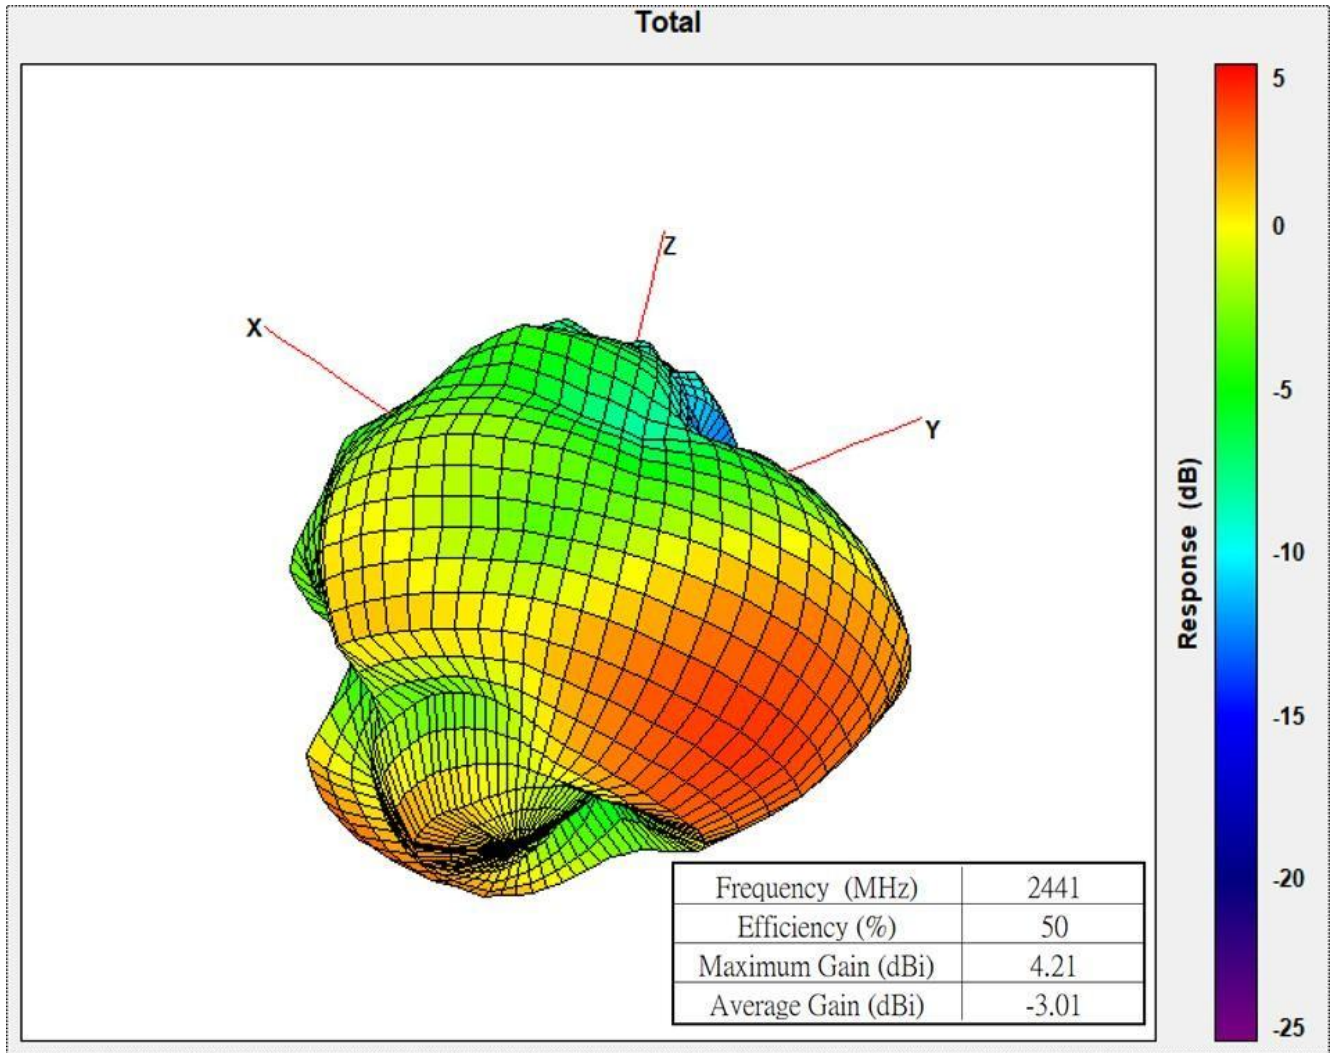 Total
Z
X
Y
5
0
-5
-10
-15
-20
-25
Response (dB)
Frequency (MHz) 2441
Efficiency (%) 50
Maximum Gain (dBi) 4.21
Average Gain (dBi) -3.01